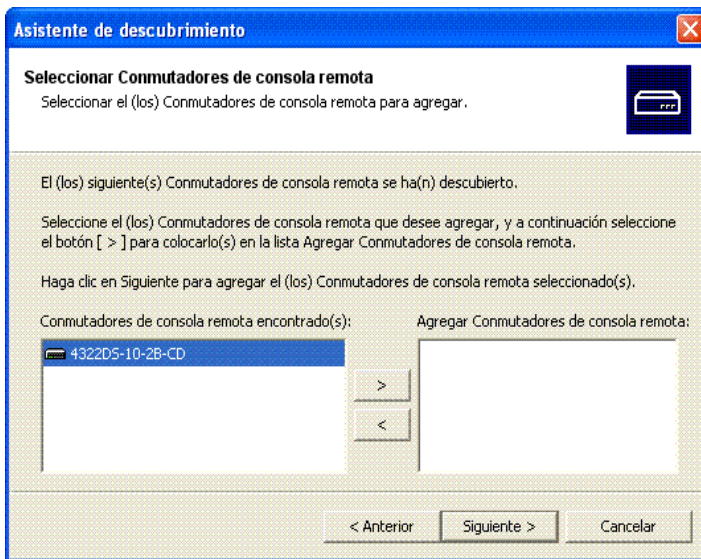 Asistente de descubrimiento
Seleccionar Conmutadores de consola remota
Seleccionar el (los) Conmutadores de consola remota para agregar.
El (los) siguiente(s) Conmutadores de consola remota se ha(n) descubierto.
Seleccione el (los) Conmutadores de consola remota que desee agregar, y a continuación seleccione
el botón [ > ] para colocarlo(s) en la lista Agregar Conmutadores de consola remota.
Haga clic en Siguiente para agregar el (los) Conmutadores de consola remota seleccionado(s).
Conmutadores de consola remota encontrado(s):
Agregar Conmutadores de consola remota:
4322DS-10-2B-CD
>
<
< Anterior
Siguiente >
Cancelar